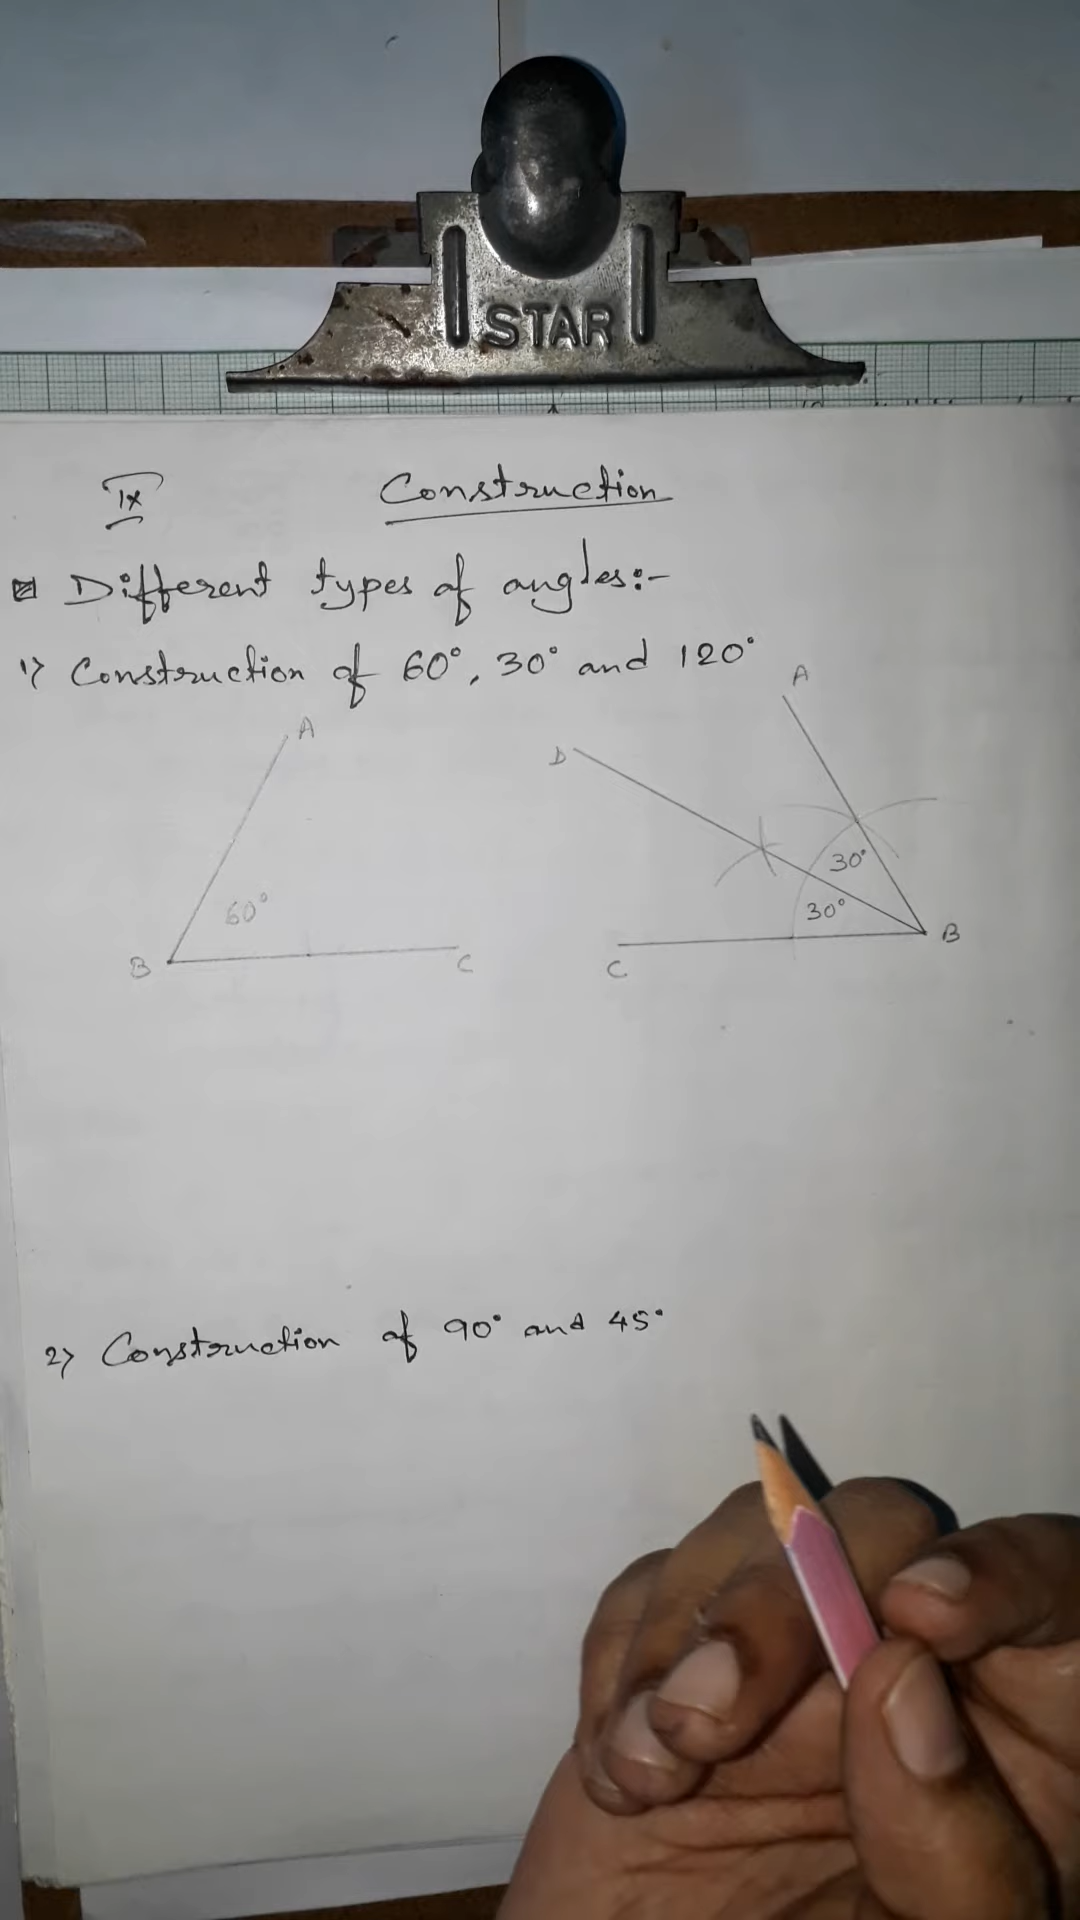 STAR
IX
Construction
Different types of angles:-
1) Construction of 60°, 30° and 120°
A
B
60°
C
A
D
30°
30°
B
C
2) Construction of 90° and 45°